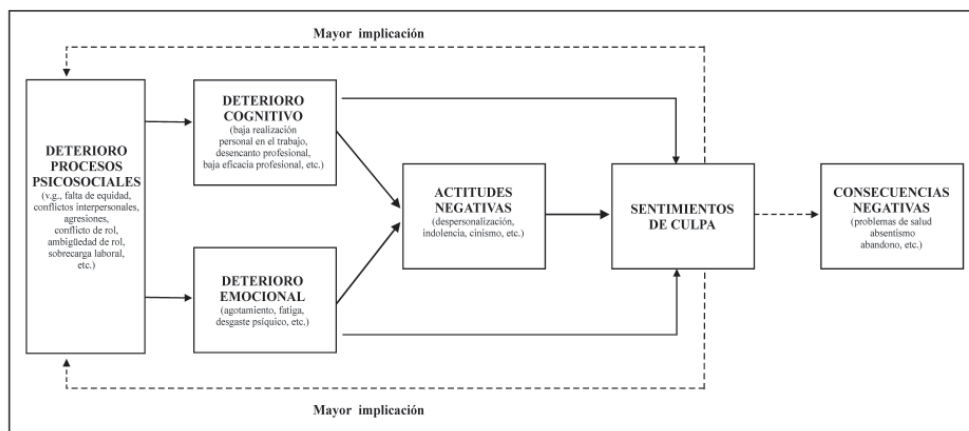 Mayor implicación
DETERIORO
PROCESOS
PSICOSOCIALES
(v.g., falta de equidad,
conflictos interpersonales,
agresiones,
conflicto de rol,
ambigüedad de rol,
sobrecarga laboral,
etc.)
DETERIORO
COGNITIVO
(baja realización
personal en el trabajo,
desencanto profesional,
baja eficacia profesional, etc.)
DETERIORO
EMOCIONAL
(agotamiento, fatiga,
desgaste psíquico, etc.)
ACTITUDES
NEGATIVAS
(despersonalización,
indolencia, cinismo, etc.)
SENTIMIENTOS
DE CULPA
CONSECUENCIAS
NEGATIVAS
(problemas de salud
absentismo
abandono, etc.)
Mayor implicación